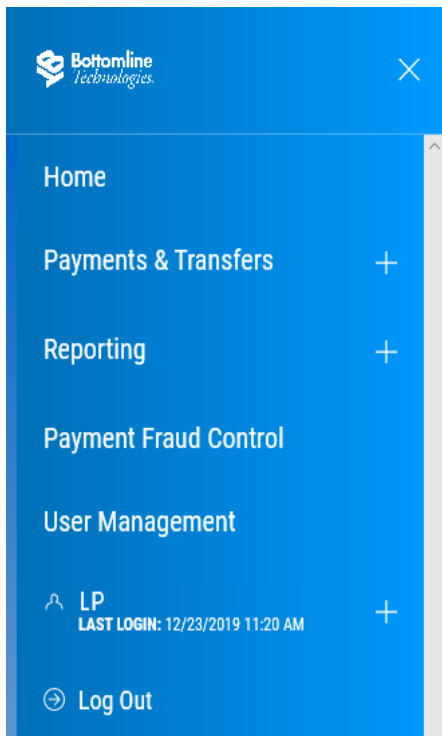 Bottomline
Technologies.
Home
Payments & Transfers
Reporting
Payment Fraud Control
User Management
LP
LAST LOGIN: 12/23/2019 11:20 AM
Log Out